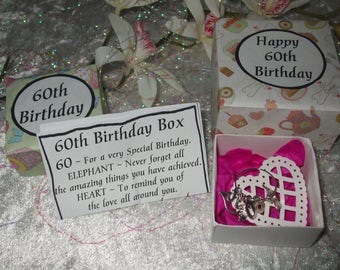 60th
Birthday
Happy
60th
Birthday
60th Birthday Box
60 - For a very Special Birthday.
ELEPHANT - Never forget all
the amazing things you have achieved.
HEART - To remind you of
the love all around you.